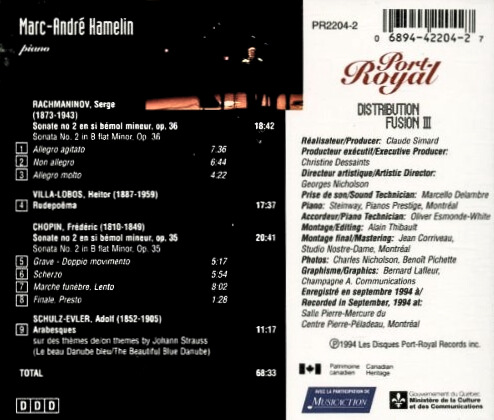 Marc-André Hamelin
piano
RACHMANINOV, Serge
(1873-1943)
Sonate no 2 en si bémol mineur, op. 36 18:42
Sonata No. 2 in B flat Minor, Op. 36
1 Allegro agitato 7:36
2 Non allegro 6:44
3 Allegro molto 4:22
VILLA-LOBOS, Heitor (1887-1959)
4 Rudepoêma 17:37
CHOPIN, Frédéric (1810-1849)
Sonate no 2 en si bémol mineur, op. 35 20:41
Sonata No. 2 in B flat Minor, Op. 35
5 Grave - Doppio movimento 5:17
6 Scherzo 5:54
7 Marche funèbre. Lento 8:02
8 Finale. Presto 1:28
SCHULZ-EVLER, Adolf (1852-1905)
9 Arabesques 11:17
sur des thèmes de/on themes by Johann Strauss
(Le beau Danube bleu/The Beautiful Blue Danube)
TOTAL 68:33
DDD
PR2204-2
0 6894-42204-2 7
Port-Royal
DISTRIBUTION
FUSION III
Réalisateur/Producer: Claude Simard
Producteur exécutif/Executive Producer:
Christine Dessaints
Directeur artistique/Artistic Director:
Georges Nicholson
Prise de son/Sound Technician: Marcello Delambre
Piano: Steinway, Pianos Prestige, Montréal
Accordeur/Piano Technician: Oliver Esmonde-White
Montage/Editing: Alain Thibault
Montage final/Mastering: Jean Corriveau,
Studio Nostre-Dame, Montréal
Photos: Charles Nicholson, Benoît Pichette
Graphisme/Graphics: Bernard Lafleur,
Champagne A. Communications
Enregistré en septembre 1994 à/
Recorded in September, 1994 at:
Salle Pierre-Mercure du
Centre Pierre-Péladeau, Montréal
Ⓟ1994 Les Disques Port-Royal Records inc.
Patrimoine canadien
Canadian Heritage
AVEC LA PARTICIPATION DE
MUSICACTION
Gouvernement du Québec
Ministère de la Culture
et des Communications